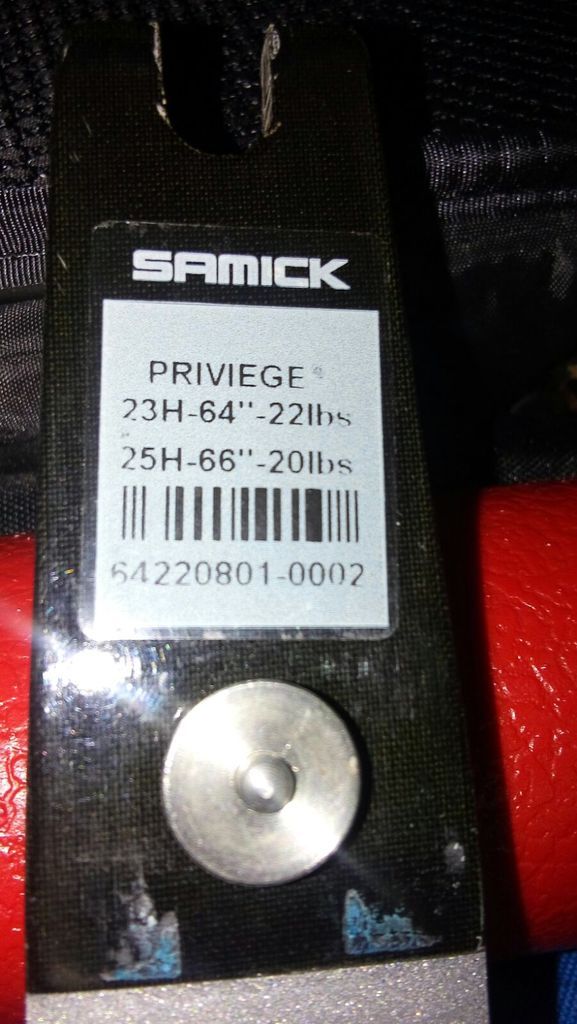 SAMICK
PRIVIEGE
23H-64"-22lbs
25H-66"-20lbs
64220801-0002